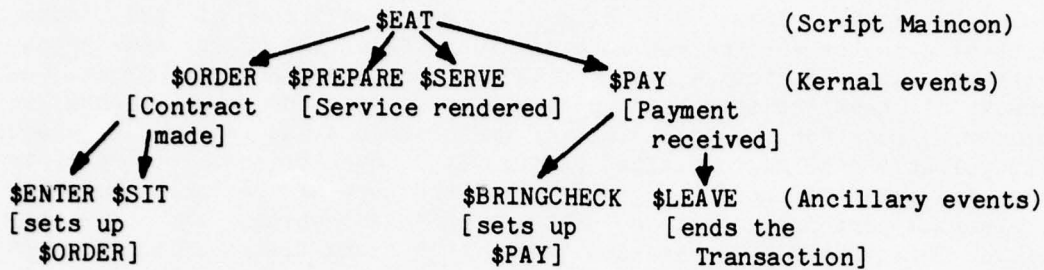 $EAT (Script Maincon)
$ORDER $PREPARE $SERVE $PAY (Kernal events)
[Contract [Service rendered] [Payment
made] received]
$ENTER $SIT $BRINGCHECK $LEAVE (Ancillary events)
[sets up [sets up [ends the
$ORDER] $PAY] Transaction]